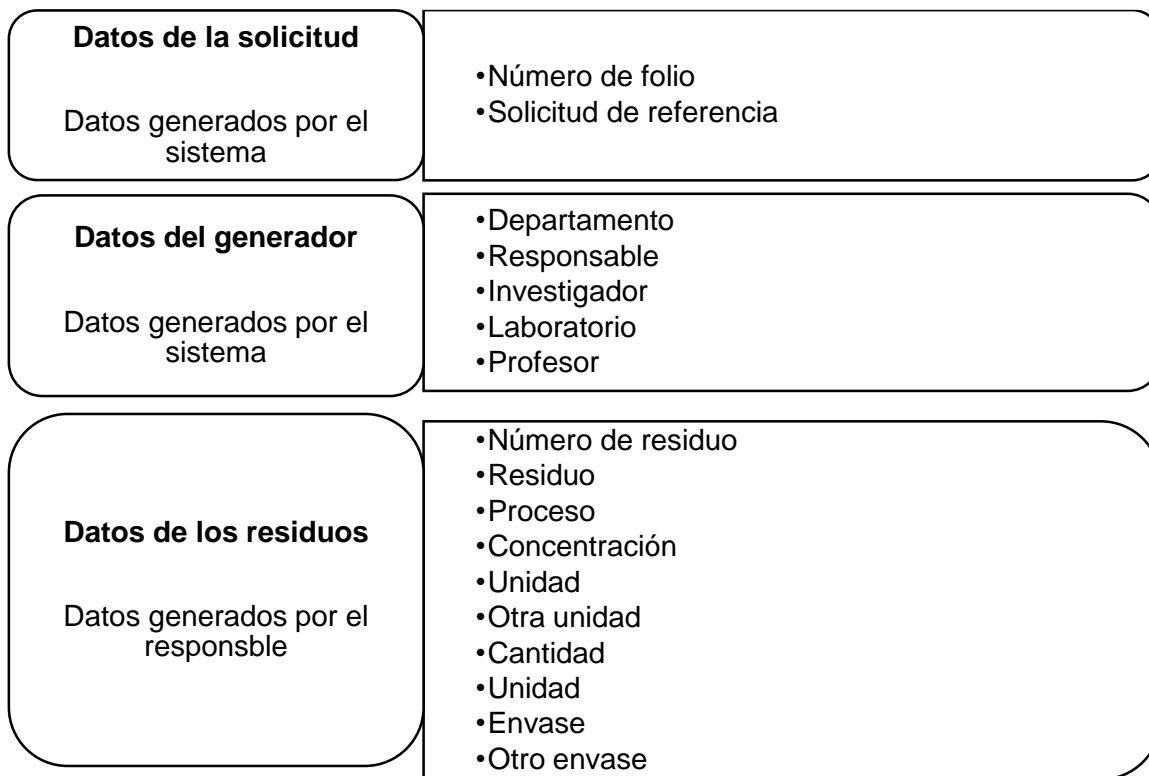 Datos de la solicitud
Datos generados por el
sistema
•Número de folio
•Solicitud de referencia
Datos del generador
Datos generados por el
sistema
•Departamento
•Responsable
•Investigador
•Laboratorio
•Profesor
Datos de los residuos
Datos generados por el
responsble
•Número de residuo
•Residuo
•Proceso
•Concentración
•Unidad
•Otra unidad
•Cantidad
•Unidad
•Envase
•Otro envase